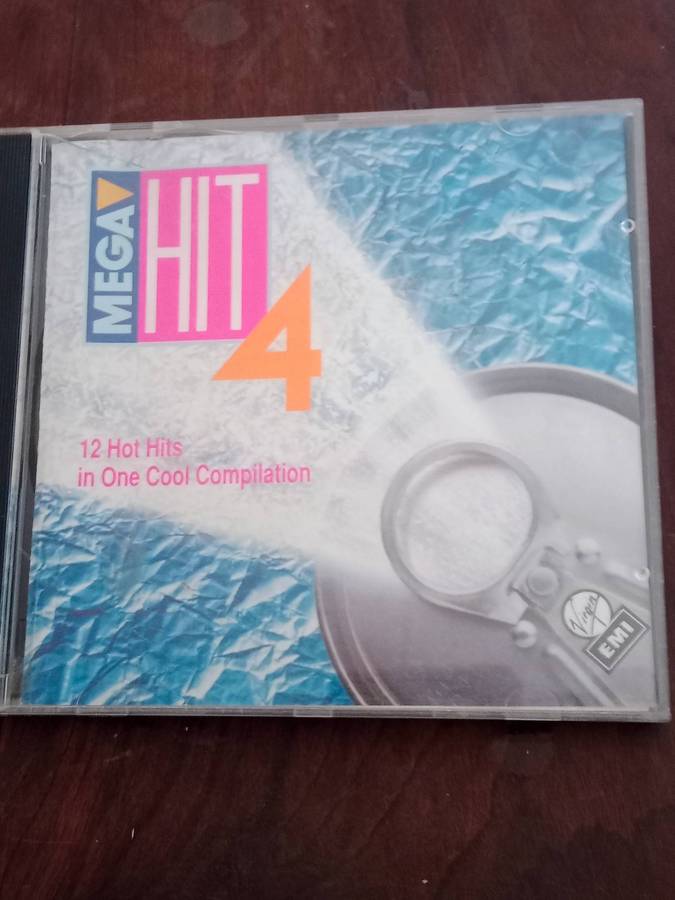 MEGA
HIT
4
12 Hot Hits
in One Cool Compilation
Virgin
EMI